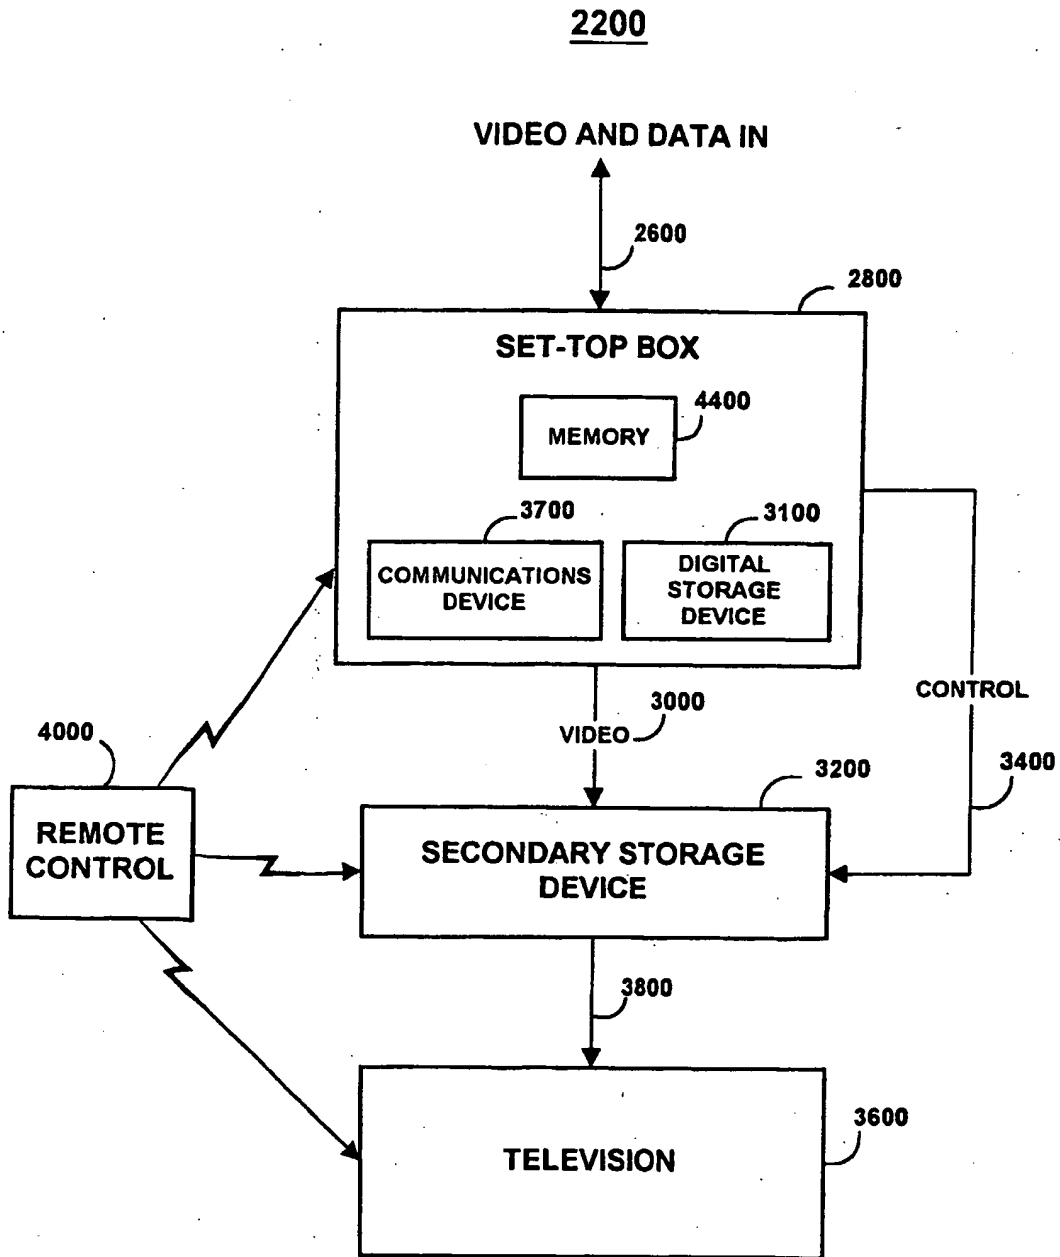 2200
VIDEO AND DATA IN
2600
2800
SET-TOP BOX
4400
MEMORY
3700
3100
COMMUNICATIONS
DEVICE
DIGITAL
STORAGE
DEVICE
CONTROL
3000
VIDEO
4000
3200
3400
REMOTE
CONTROL
SECONDARY STORAGE
DEVICE
3800
3600
TELEVISION